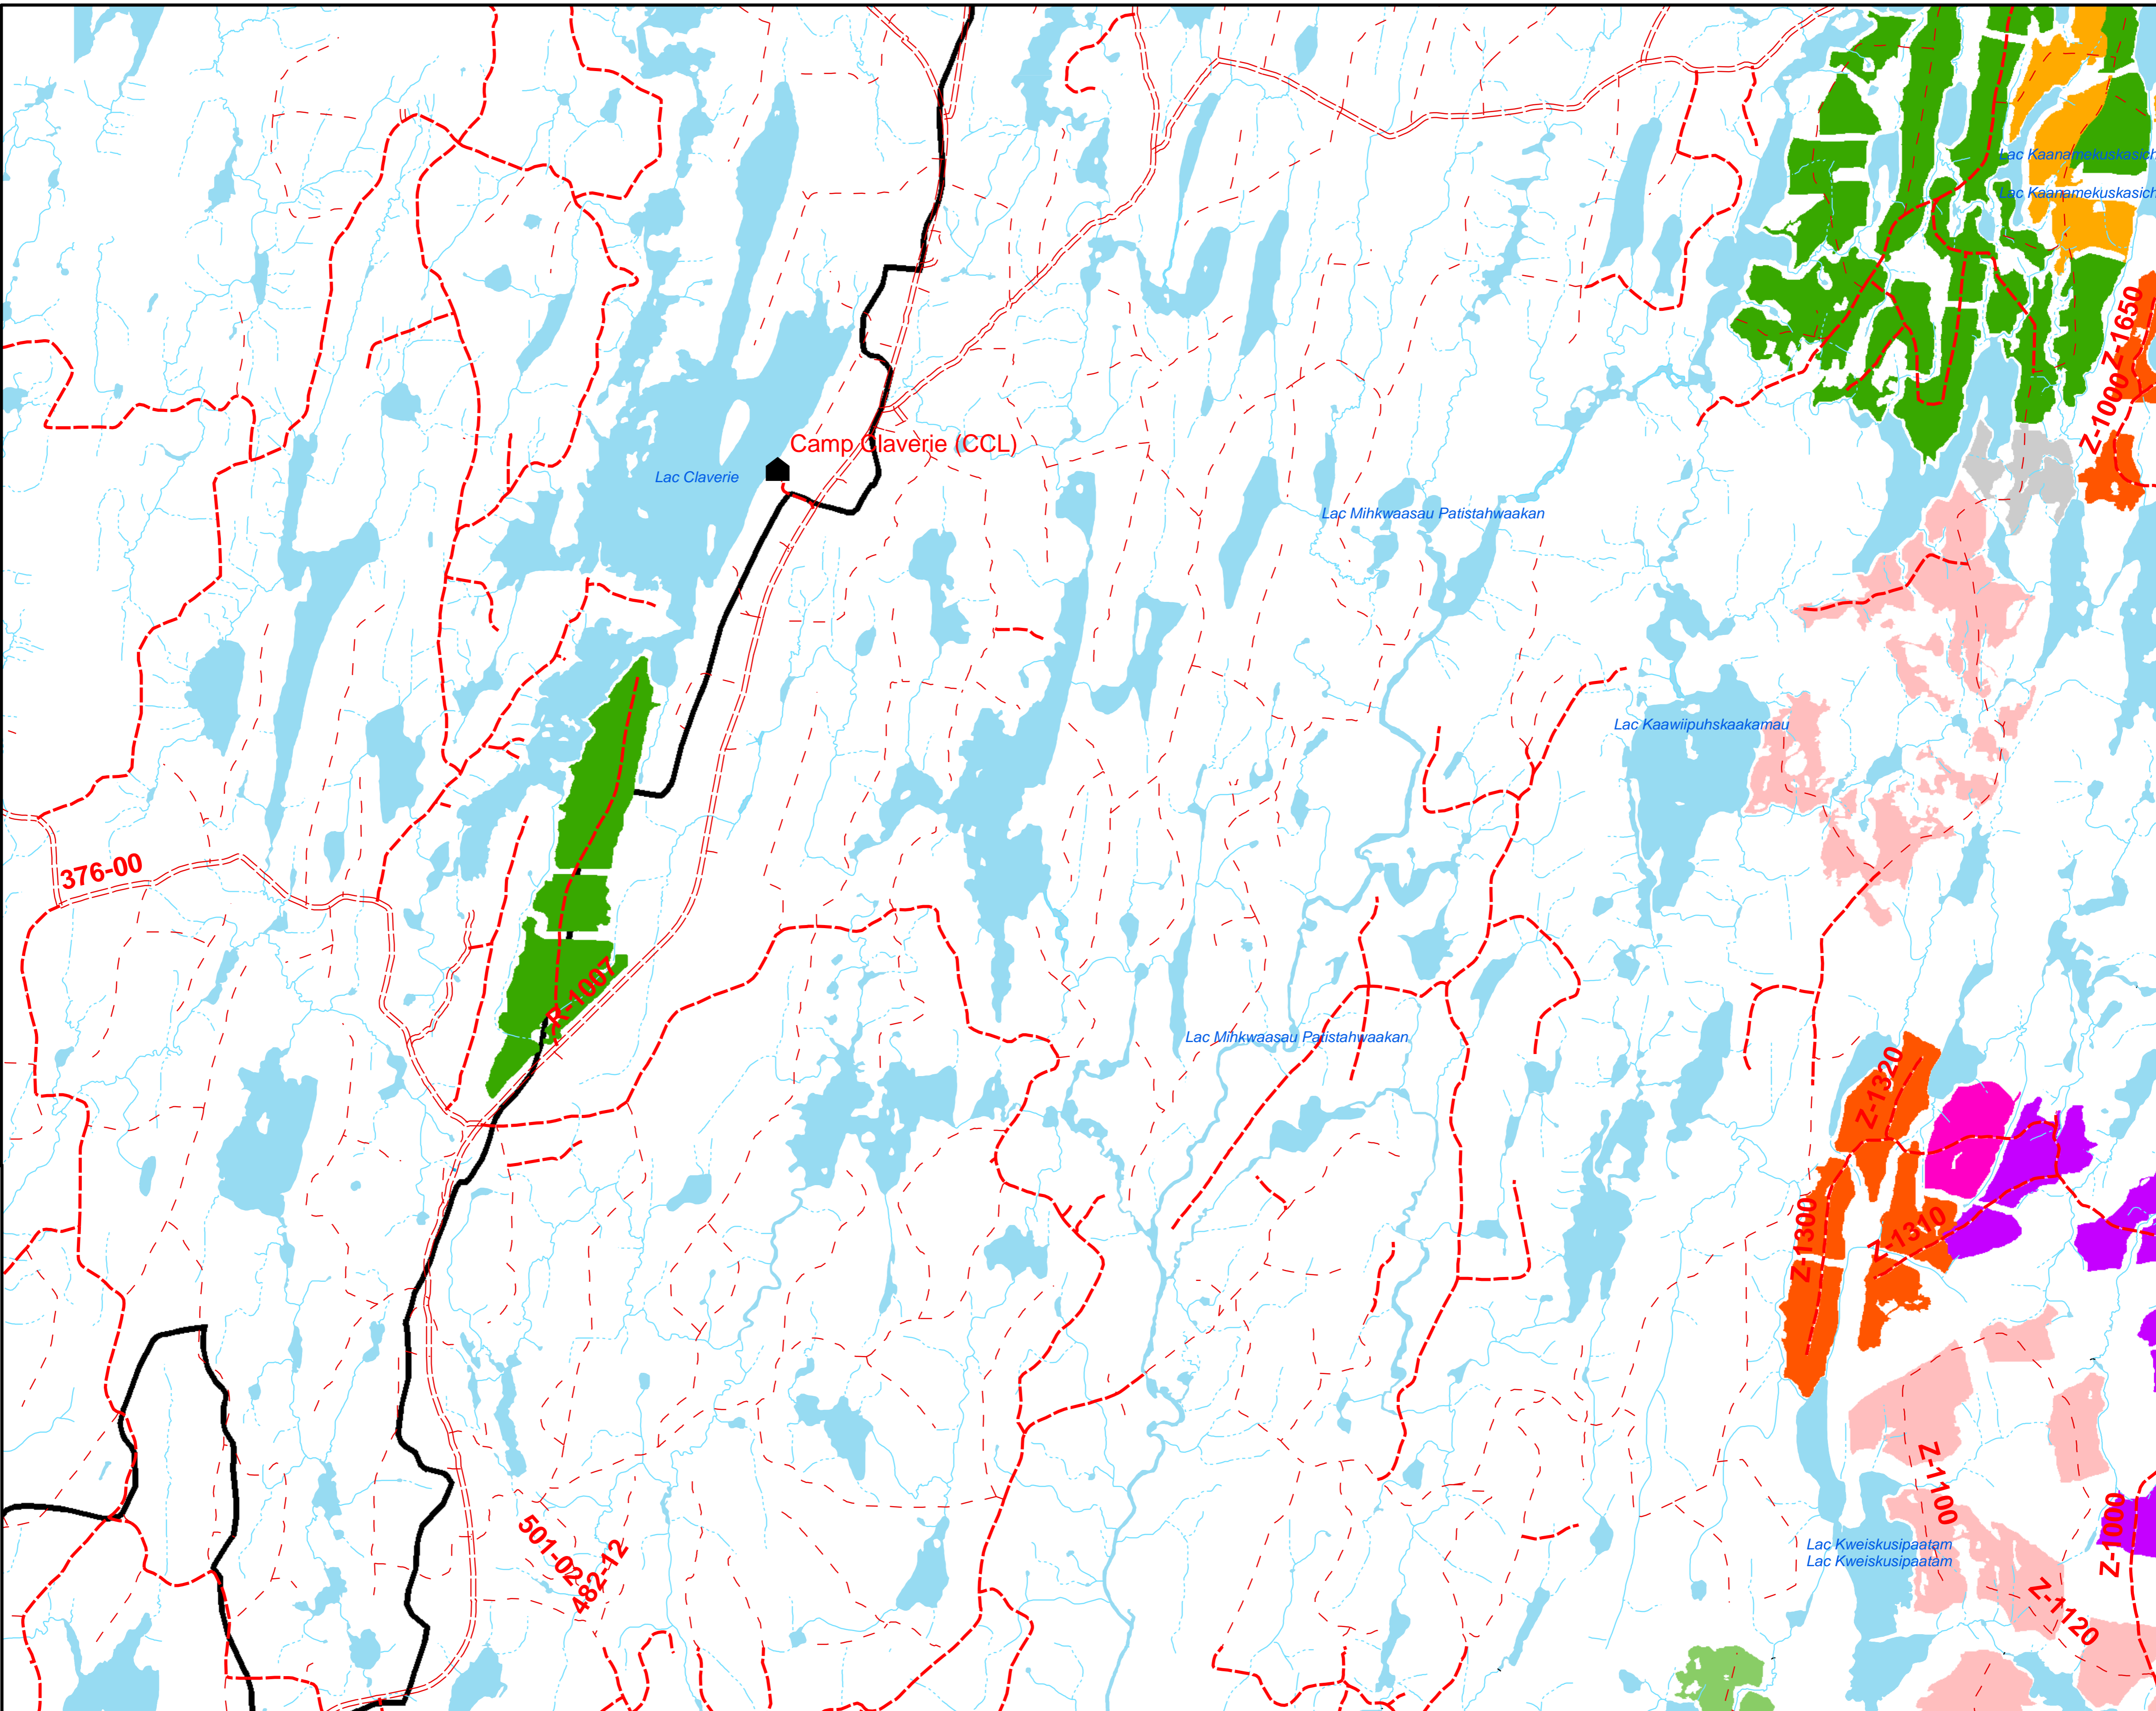 Lac Kaanamekuskasich
Lac Kaanamekuskasich
Z-1650
Z-1000
Camp Claverie (CCL)
Lac Claverie
Lac Mihkwaasau Patistahwaakan
Lac Kaawiipuhskaakamau
376-00
R-1007
Lac Mihkwaasau Patistahwaakan
Z-1320
Z-1300
Z-1310
Z-1100
Z-1000
501-02
482-12
Lac Kweiskusipaatam
Lac Kweiskusipaatam
Z-1120